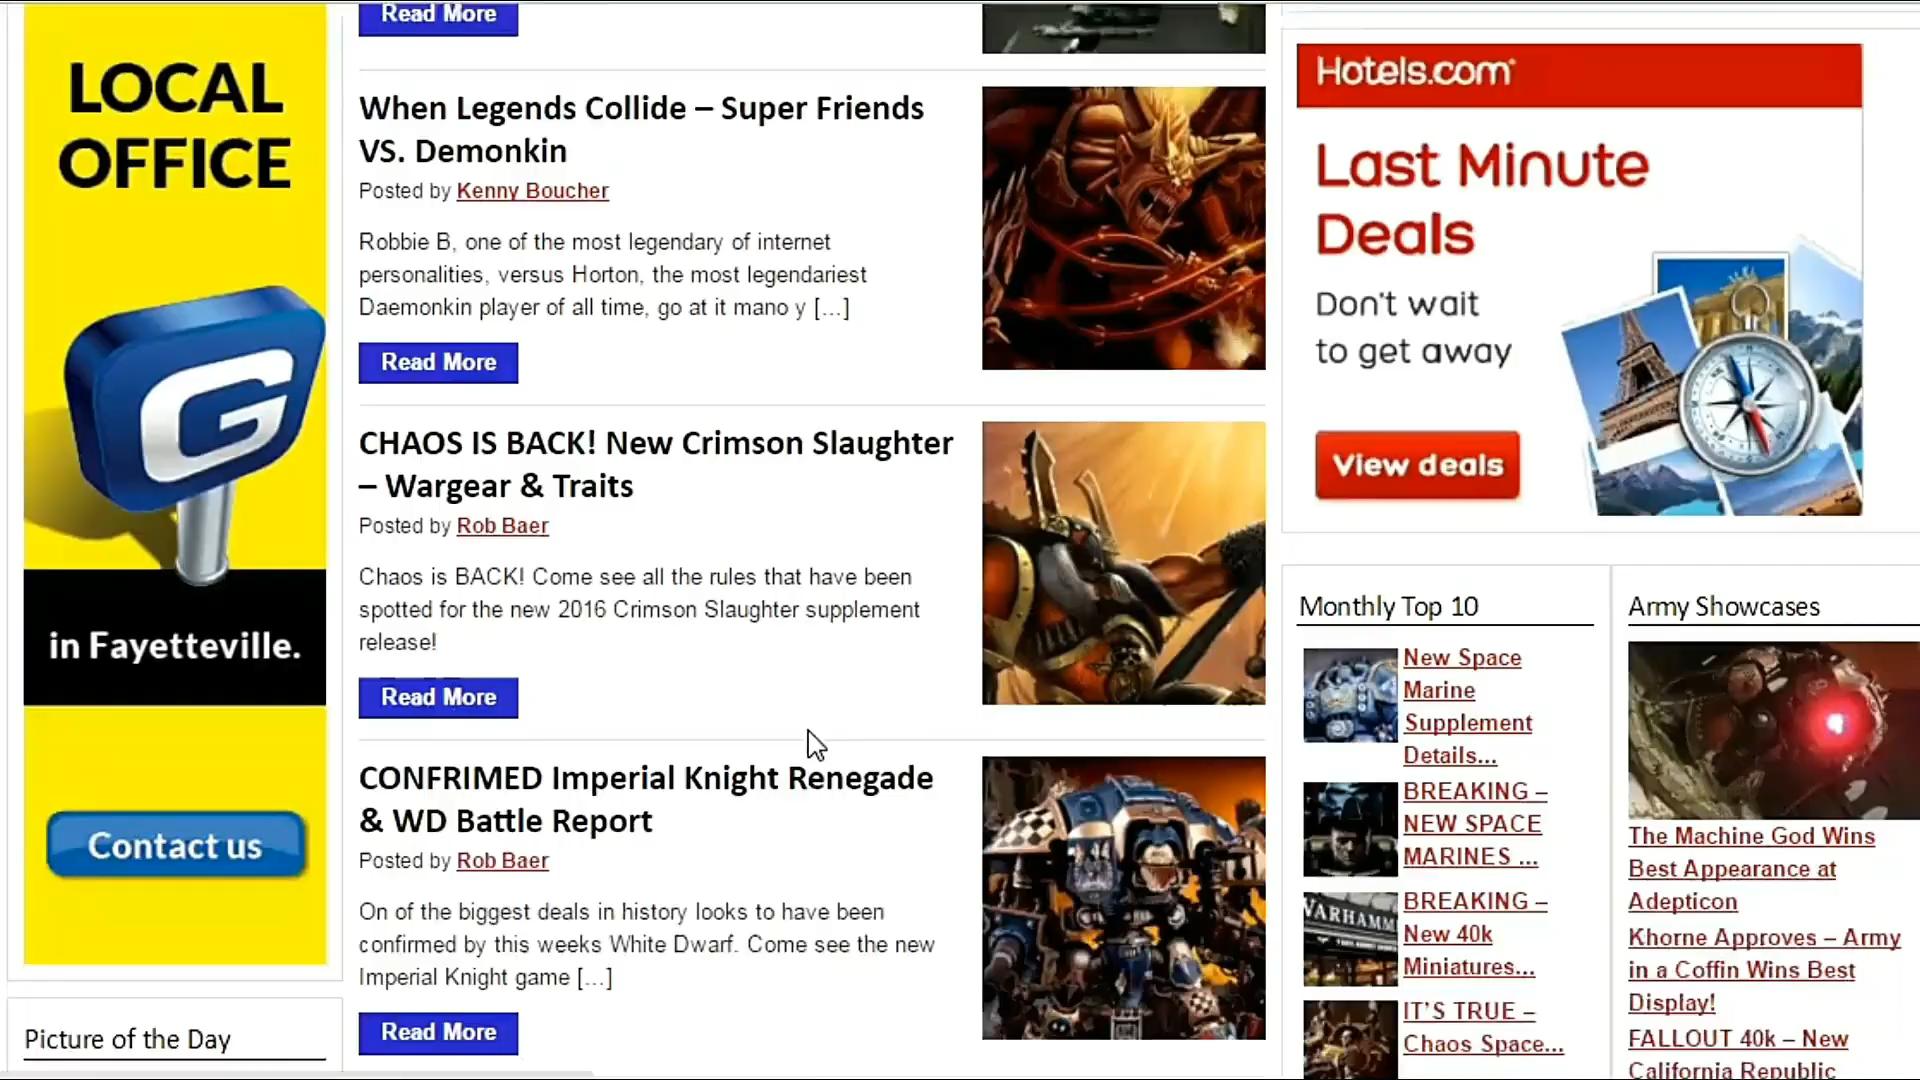 LOCAL
OFFICE
G
in Fayetteville.
Contact us
Picture of the Day
Read More
When Legends Collide – Super Friends
VS. Demonkin
Posted by Kenny Boucher
Robbie B, one of the most legendary of internet
personalities, versus Horton, the most legendariest
Daemonkin player of all time, go at it mano y [...]
Read More
CHAOS IS BACK! New Crimson Slaughter
– Wargear & Traits
Posted by Rob Baer
Chaos is BACK! Come see all the rules that have been
spotted for the new 2016 Crimson Slaughter supplement
release!
Read More
CONFRIMED Imperial Knight Renegade
& WD Battle Report
Posted by Rob Baer
On of the biggest deals in history looks to have been
confirmed by this weeks White Dwarf. Come see the new
Imperial Knight game [...]
Read More
Hotels.com
Last Minute
Deals
Don't wait
to get away
View deals
Monthly Top 10
New Space
Marine
Supplement
Details...
BREAKING –
NEW SPACE
MARINES ...
WARHAMM
BREAKING –
New 40k
Miniatures...
IT'S TRUE –
Chaos Space...
Army Showcases
The Machine God Wins
Best Appearance at
Adepticon
Khorne Approves – Army
in a Coffin Wins Best
Display!
FALLOUT 40k – New
California Republic